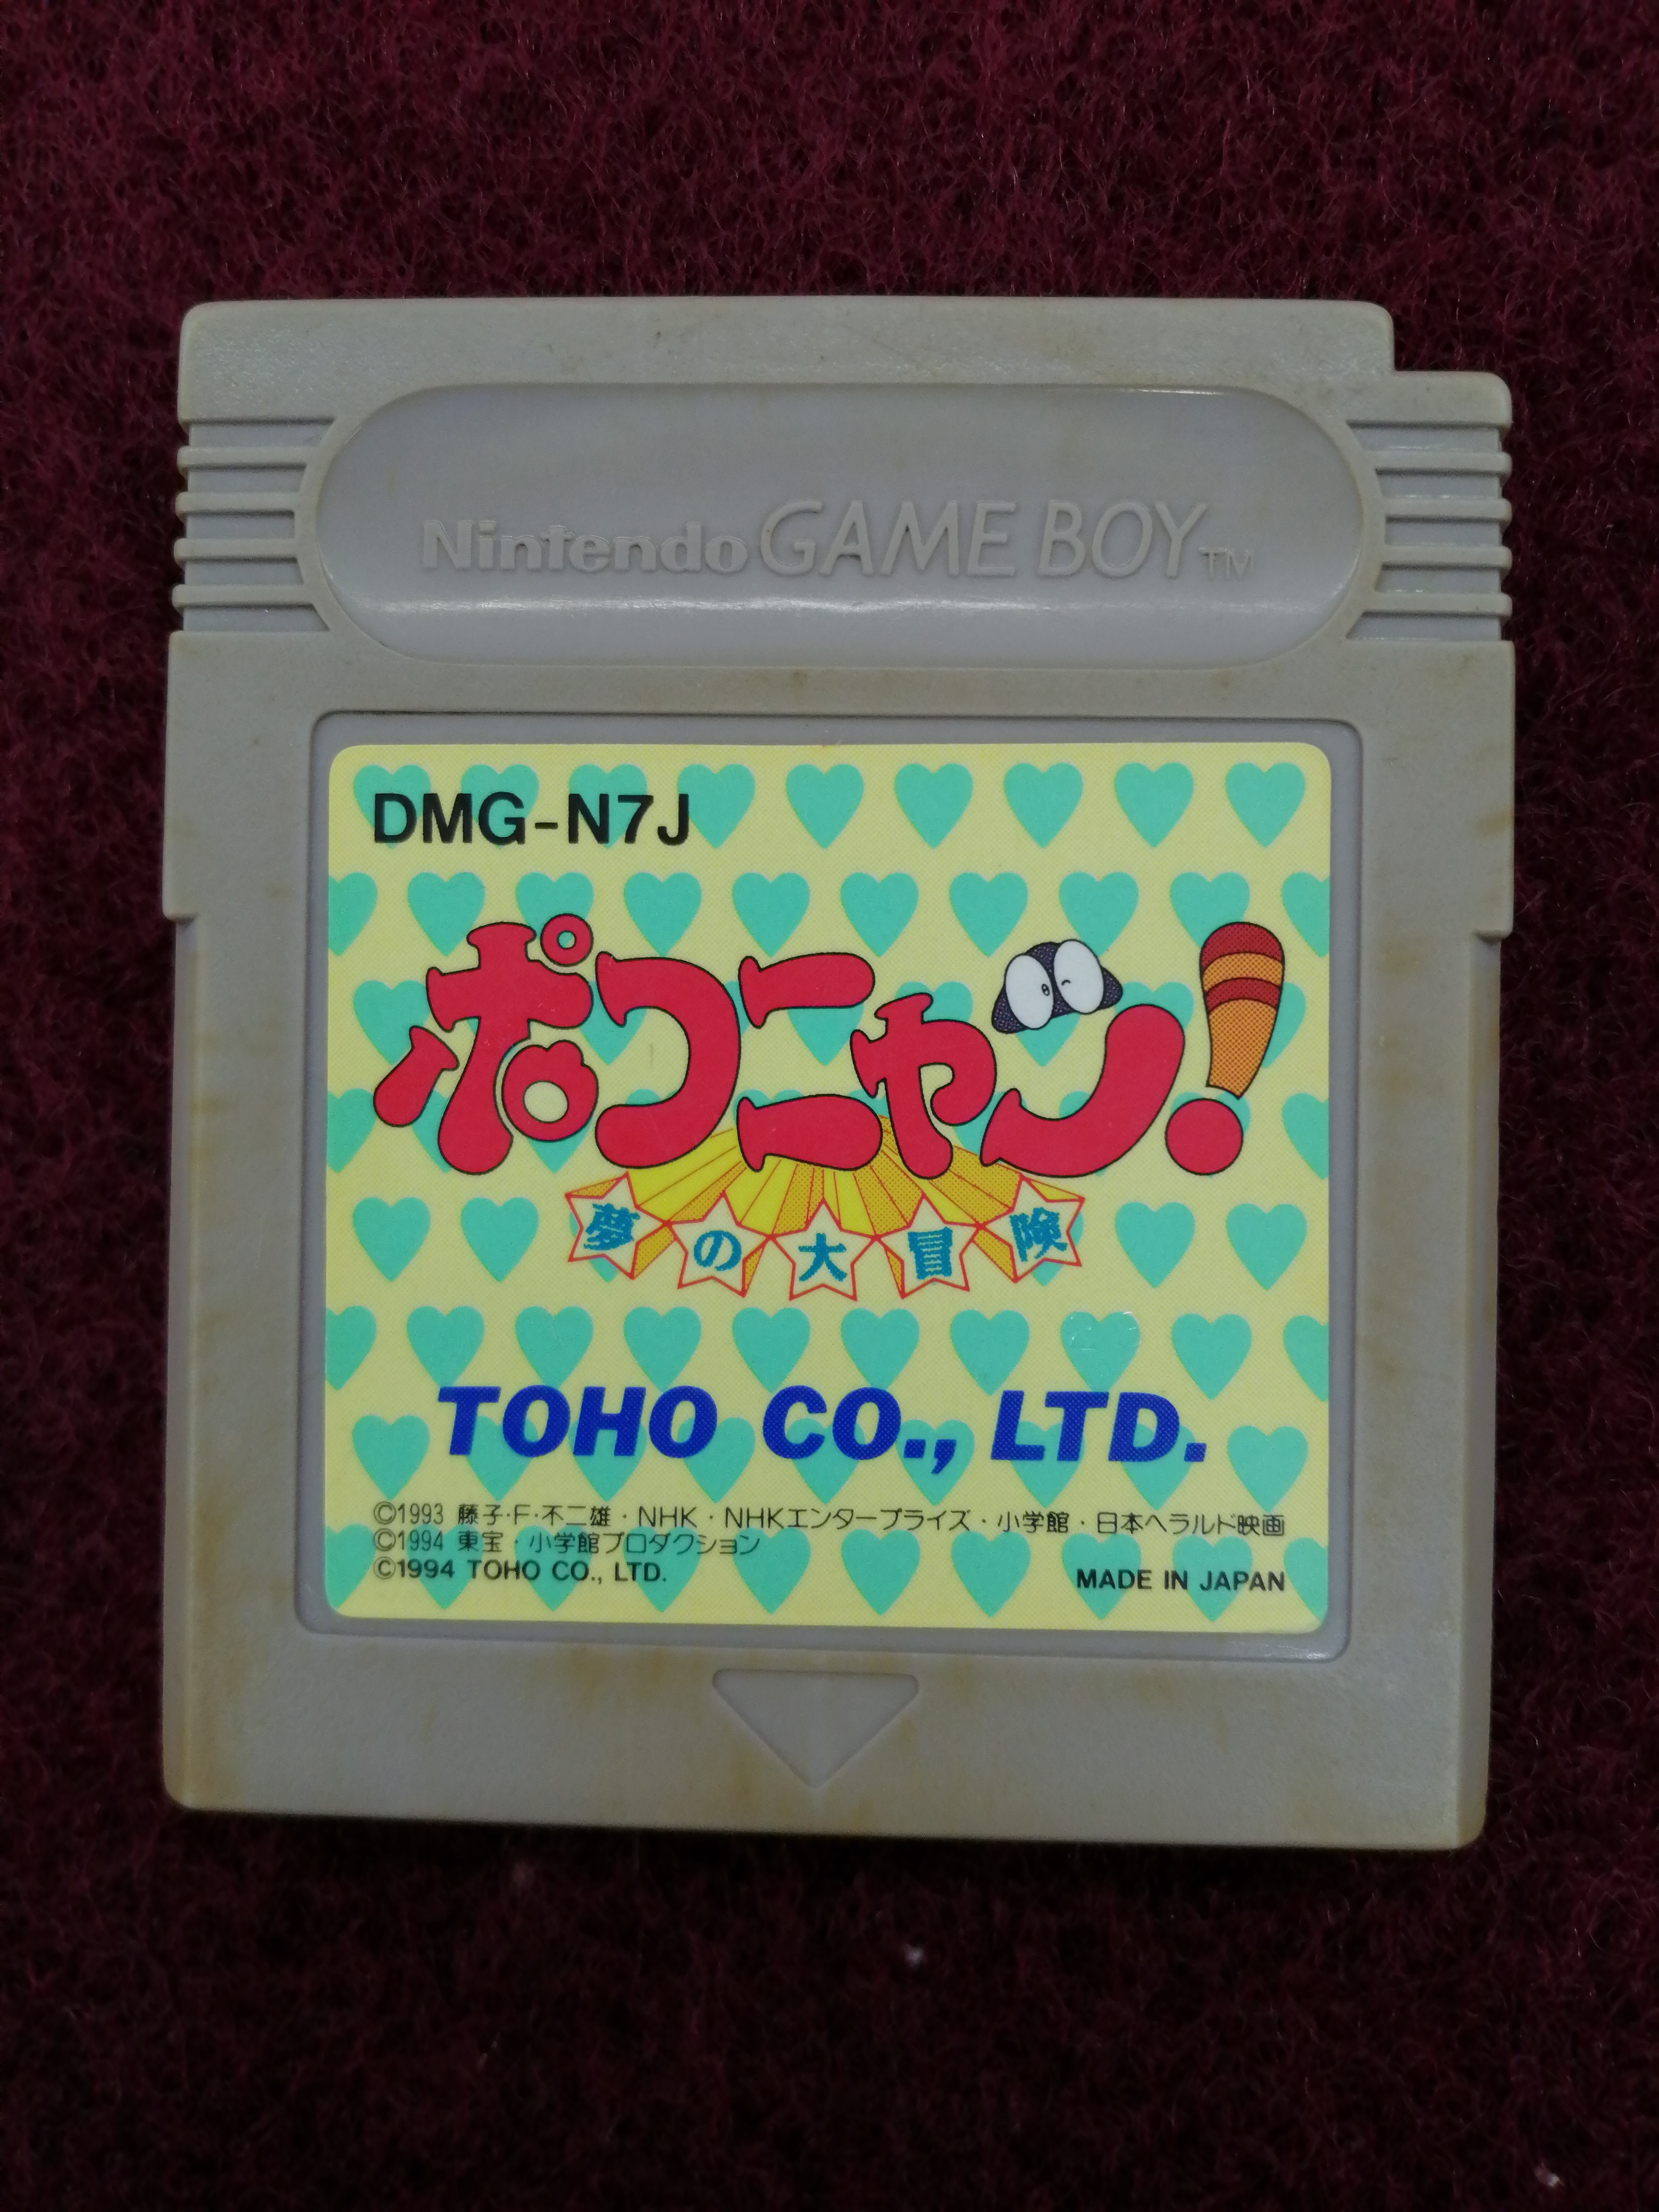 Nintendo GAME BOY TM
DMG-N7J
ポコニャン!
夢の大冒険
TOHO CO., LTD.
©1993 藤子・F・不二雄・NHK・NHKエンタープライズ・小学館・日本ヘラルド映画
©1994 東宝・小学館プロダクション
©1994 TOHO CO., LTD.
MADE IN JAPAN